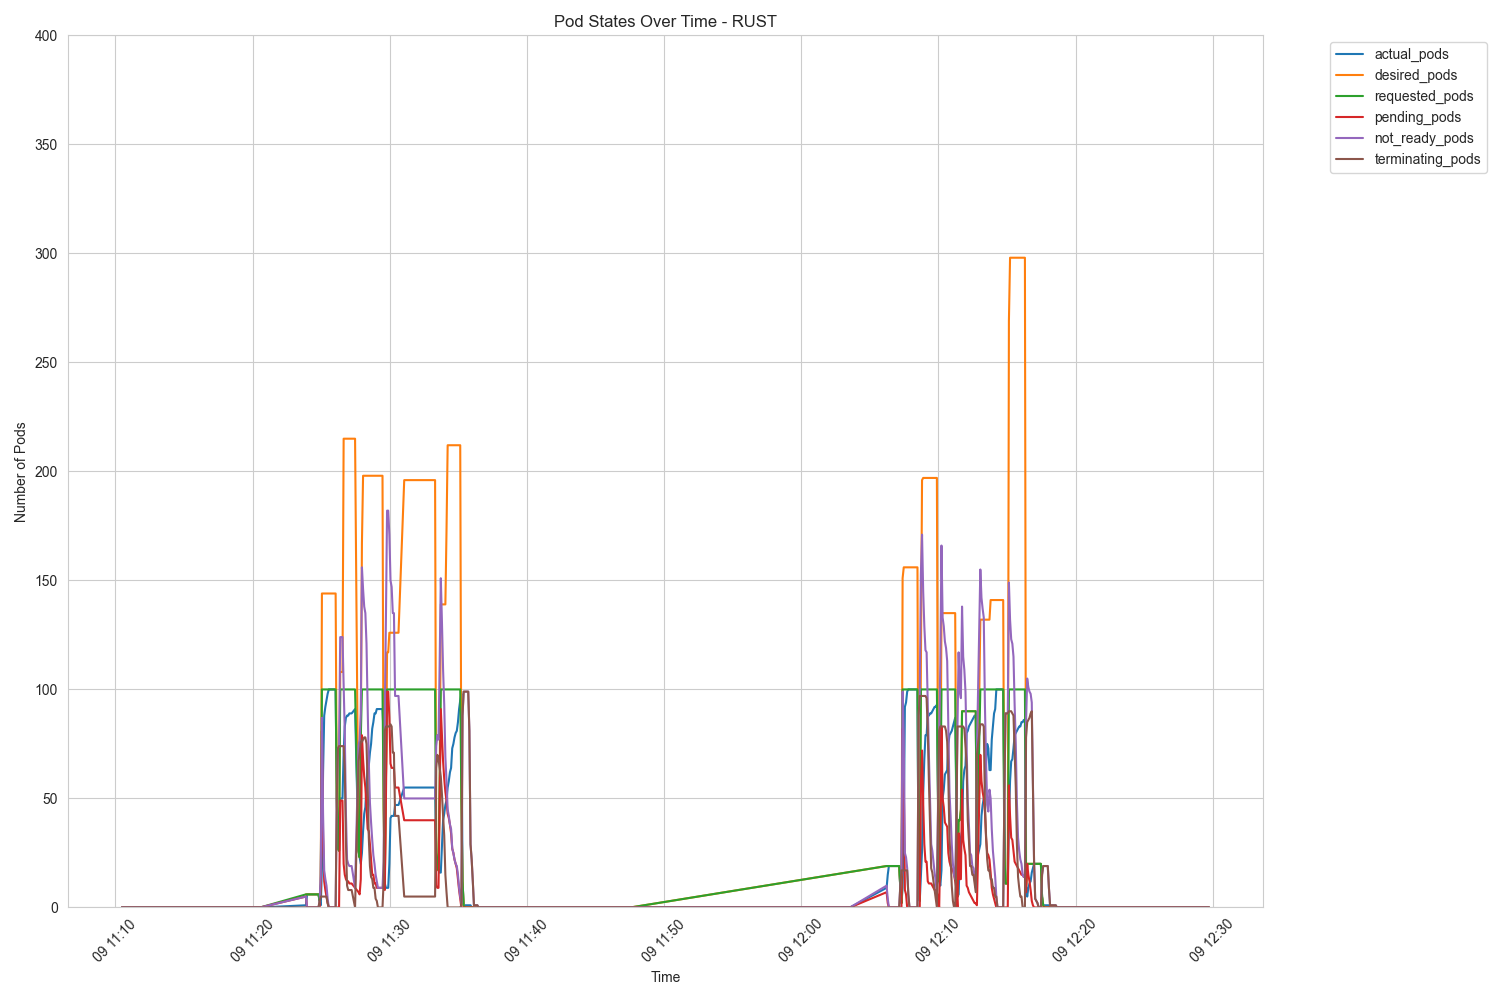 Pod States Over Time - RUST
actual_pods
desired_pods
requested_pods
pending_pods
not_ready_pods
terminating_pods
Number of Pods
400
350
300
250
200
150
100
50
0
09 11:10
09 11:20
09 11:30
09 11:40
09 11:50
09 12:00
09 12:10
09 12:20
09 12:30
Time